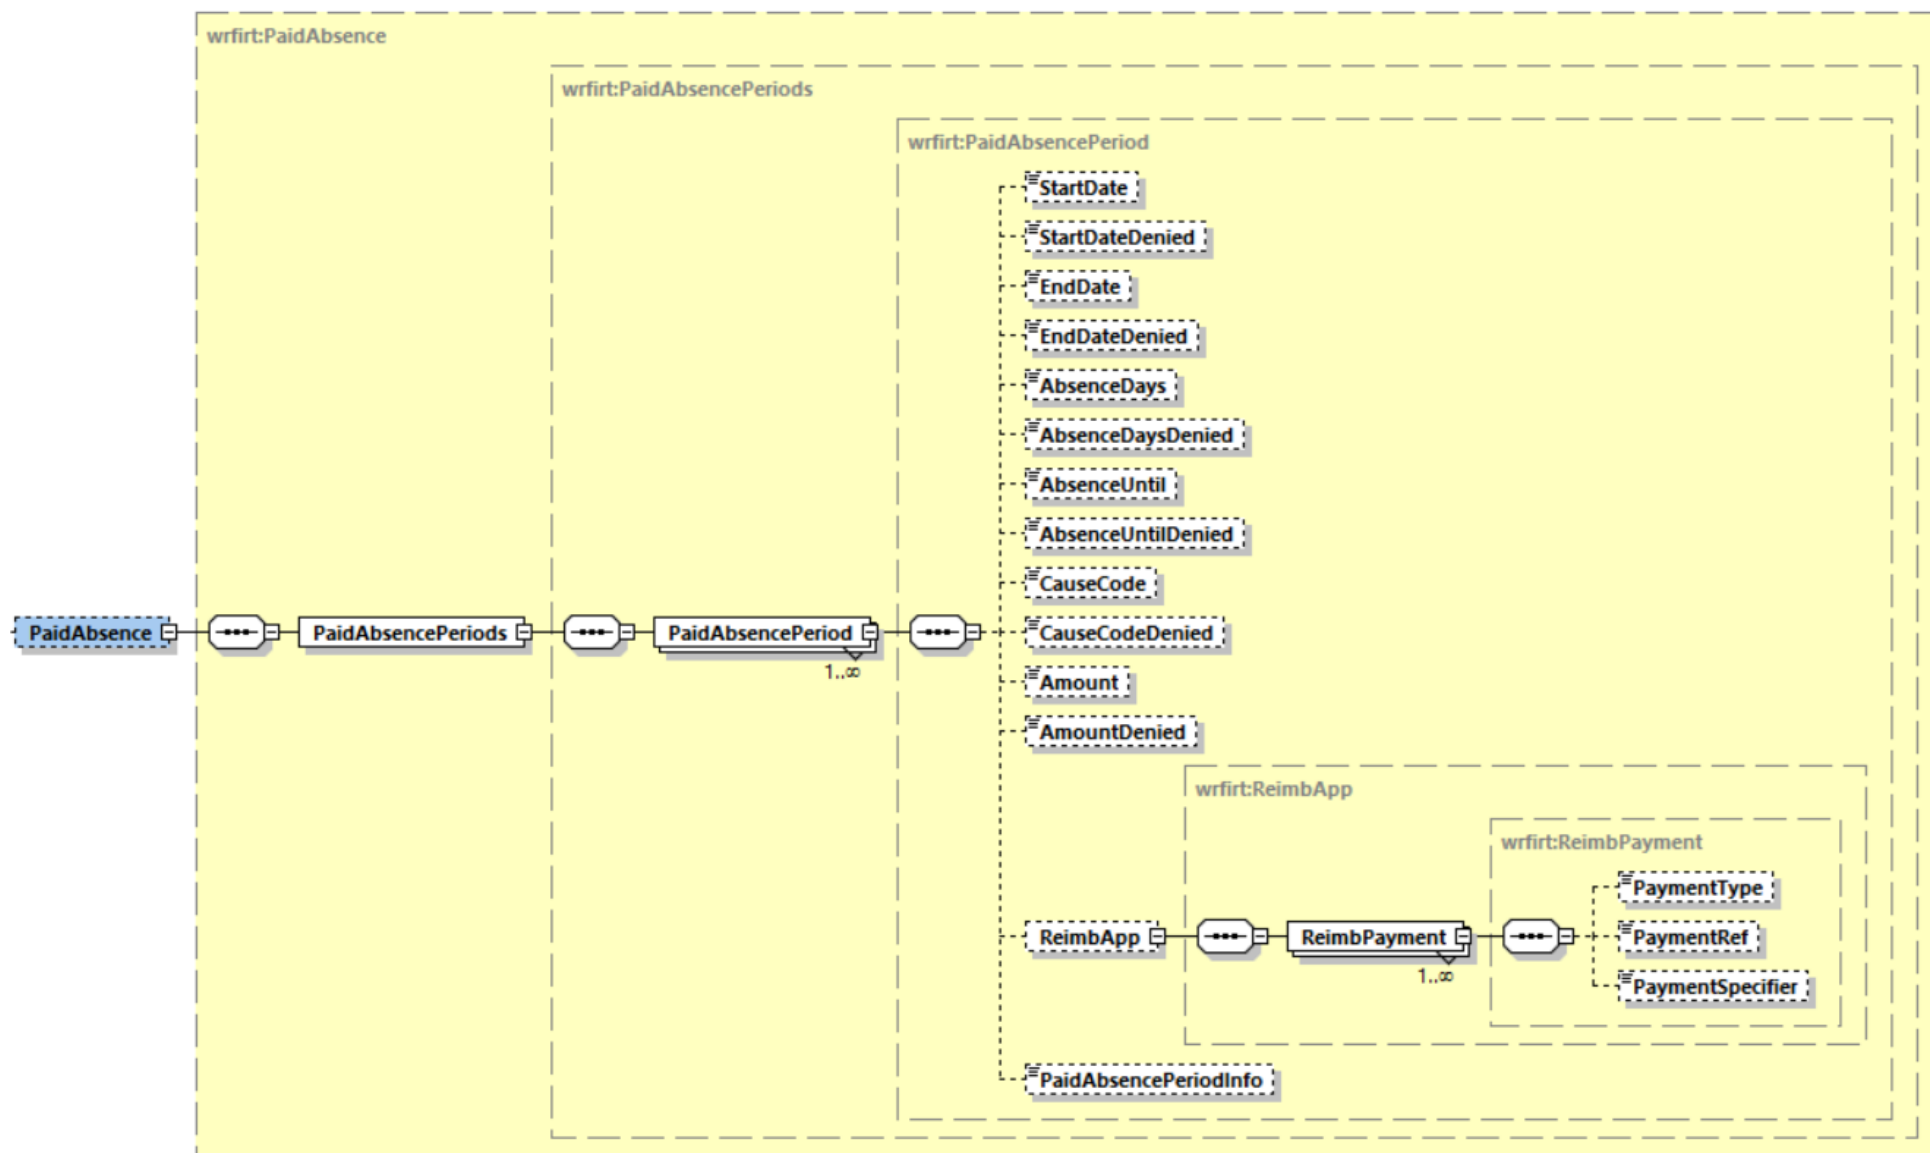 wrfirt:PaidAbsence
wrfirt:PaidAbsencePeriods
wrfirt:PaidAbsencePeriod
StartDate
StartDateDenied
EndDate
EndDateDenied
AbsenceDays
AbsenceDaysDenied
AbsenceUntil
AbsenceUntilDenied
CauseCode
PaidAbsence
PaidAbsencePeriods
PaidAbsencePeriod
1..∞
CauseCodeDenied
Amount
AmountDenied
wrfirt:ReimbApp
wrfirt:ReimbPayment
PaymentType
ReimbApp
ReimbPayment
1..∞
PaymentRef
PaymentSpecifier
PaidAbsencePeriodInfo